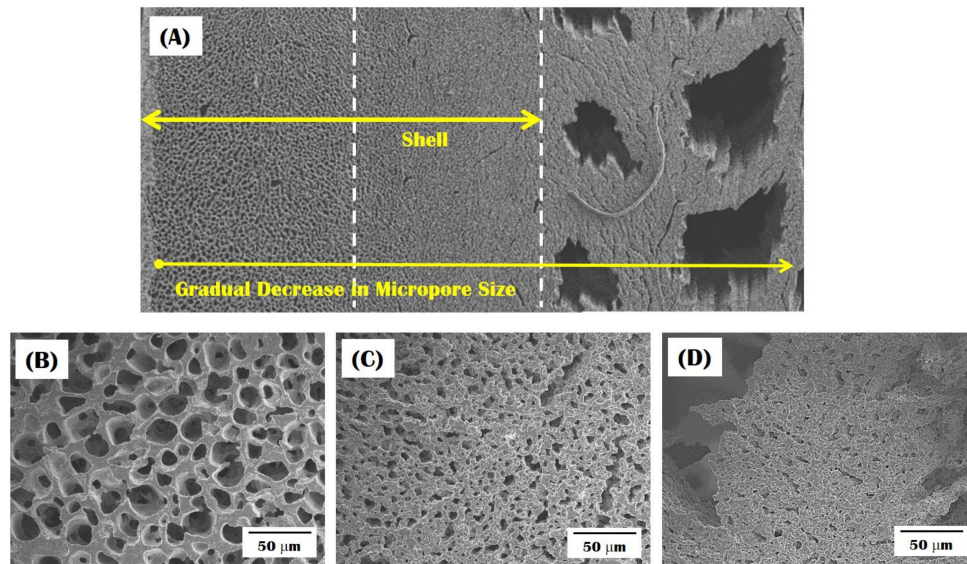 (A)
Shell
Gradual Decrease In Micropore Size
(B)
50 μm
(C)
50 μm
(D)
50 μm